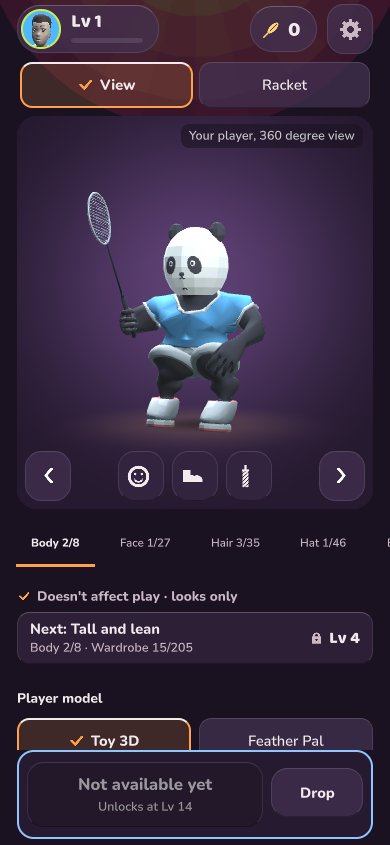 Lv 1
0
View
Racket
Your player, 360 degree view
Body 2/8
Face 1/27
Hair 3/35
Hat 1/46
Doesn't affect play · looks only
Next: Tall and lean
Body 2/8 · Wardrobe 15/205
Lv 4
Player model
Toy 3D
Feather Pal
Not available yet
Unlocks at Lv 14
Drop